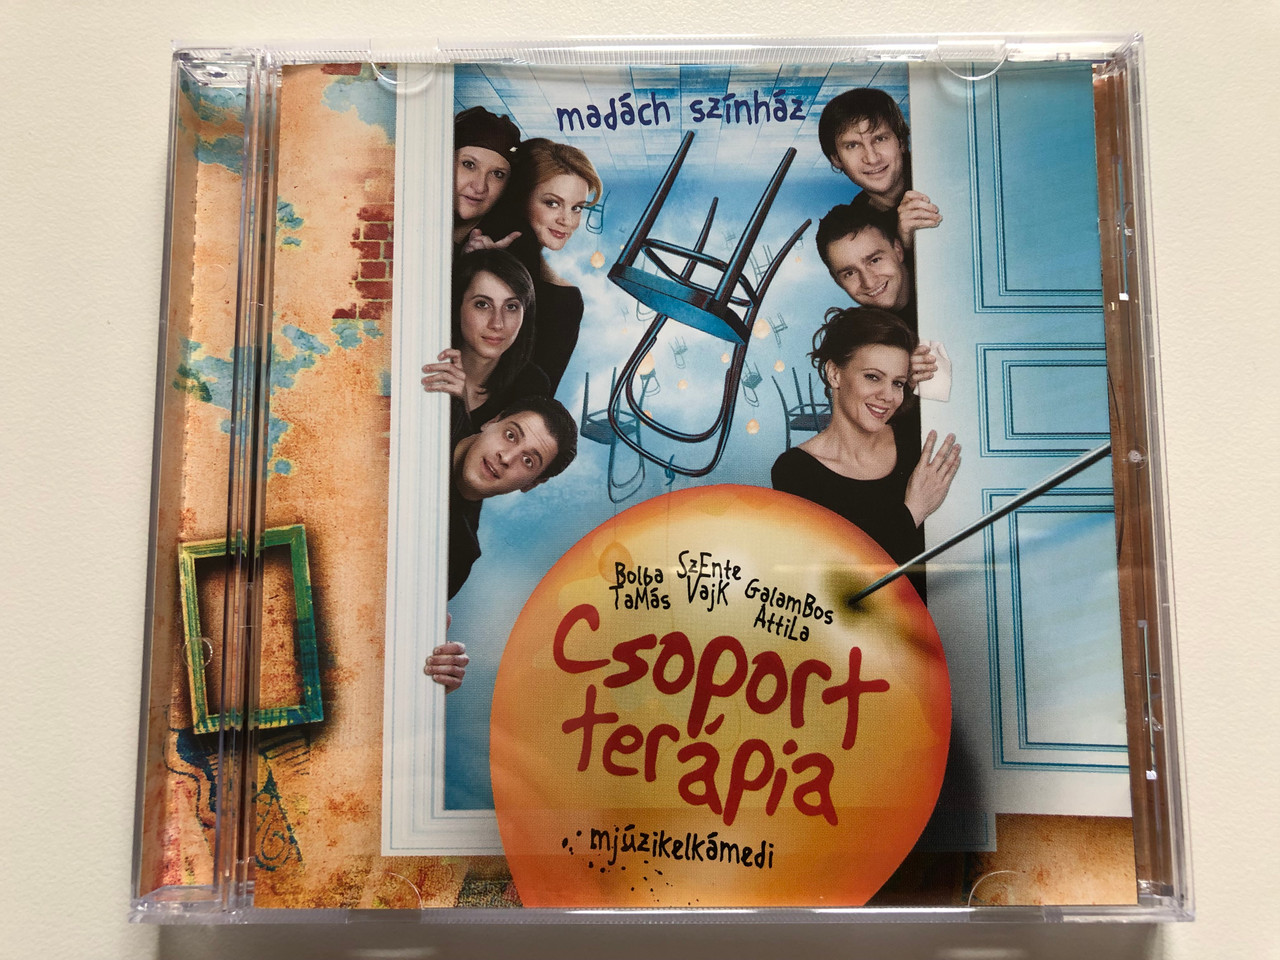 madách színház
Bolba TaMás
SzEnte VajK
GalamBos AttiLa
Csoport
terápia
mjúzikelkámedi